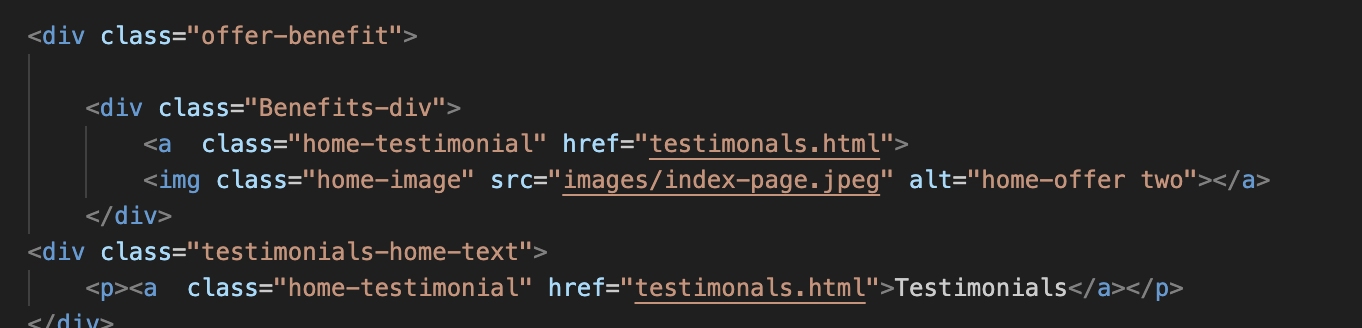 <div class="offer-benefit">
<div class="Benefits-div">
<a  class="home-testimonial" href="testimonals.html">
<img class="home-image" src="images/index-page.jpeg" alt="home-offer two"></a>
</div>
<div class="testimonials-home-text">
<p><a  class="home-testimonial" href="testimonals.html">Testimonials</a></p>
</div>